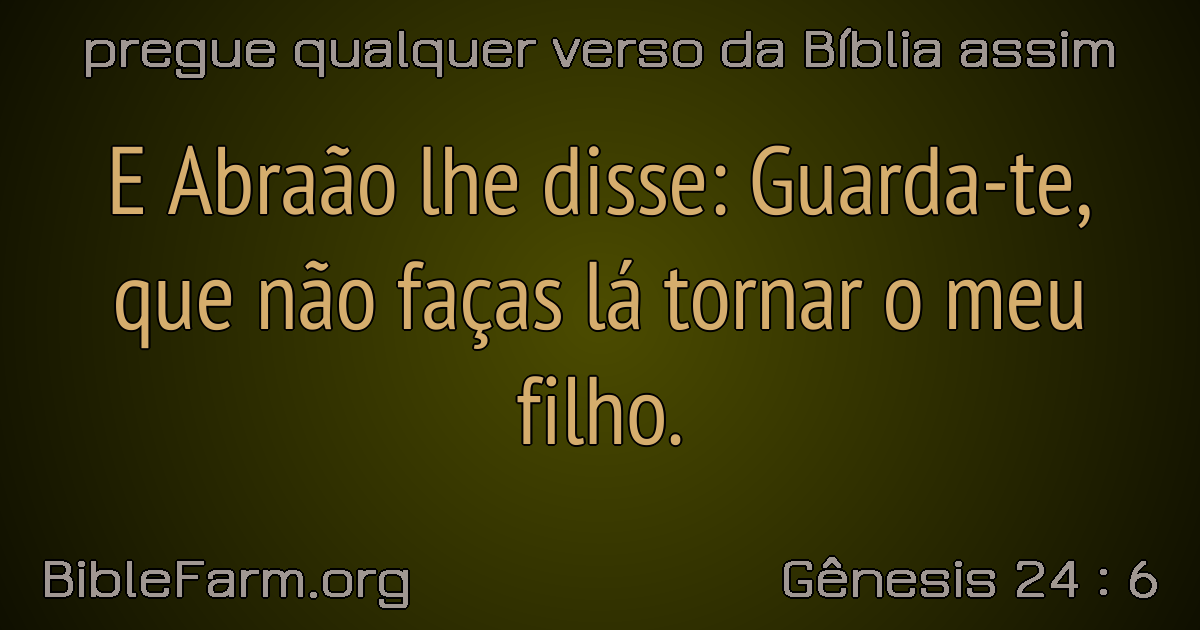 pregue qualquer verso da Bíblia assim
E Abraão lhe disse: Guarda-te,
que não faças lá tornar o meu
filho.
BibleFarm.org
Gênesis 24 : 6